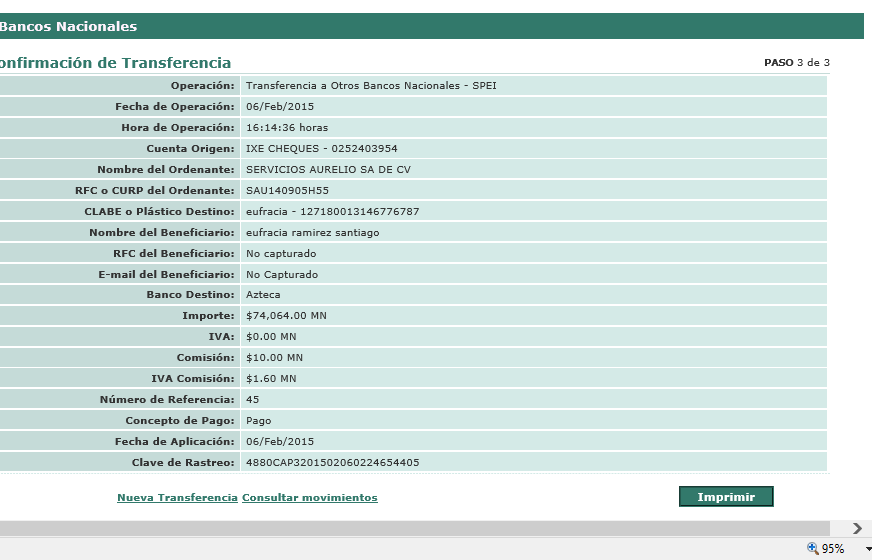 Bancos Nacionales
onfirmación de Transferencia PASO 3 de 3
Operación: Transferencia a Otros Bancos Nacionales - SPEI
Fecha de Operación: 06/Feb/2015
Hora de Operación: 16:14:36 horas
Cuenta Origen: IXE CHEQUES - 0252403954
Nombre del Ordenante: SERVICIOS AURELIO SA DE CV
RFC o CURP del Ordenante: SAU140905H55
CLABE o Plástico Destino: eufracia - 127180013146776787
Nombre del Beneficiario: eufracia ramirez santiago
RFC del Beneficiario: No capturado
E-mail del Beneficiario: No Capturado
Banco Destino: Azteca
Importe: $74,064.00 MN
IVA: $0.00 MN
Comisión: $10.00 MN
IVA Comisión: $1.60 MN
Número de Referencia: 45
Concepto de Pago: Pago
Fecha de Aplicación: 06/Feb/2015
Clave de Rastreo: 4880CAP3201502060224654405
Nueva Transferencia Consultar movimientos Imprimir
95%